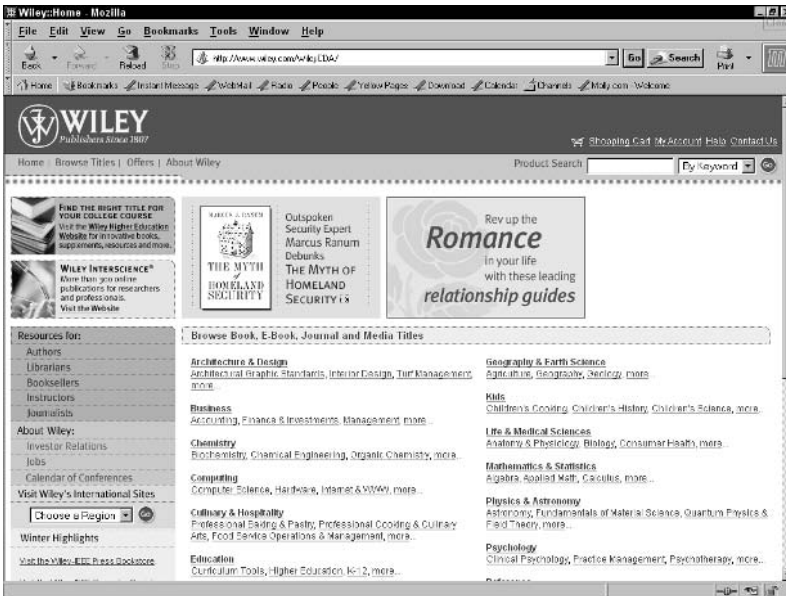 Wiley::Home - Mozilla
File Edit View Go Bookmarks Tools Window Help
Back Forward Reload Stop http://www.wiley.com/WileyCDA/ Go Search Print
Home Bookmarks Instant Message WebMail Radio People Yellow Pages Download Calendar Channels Molly.com - Welcome
WILEY
Publishers Since 1807
Shopping Cart My Account Help Contact Us
Home | Browse Titles | Offers | About Wiley
Product Search By Keyword
FIND THE RIGHT TITLE FOR
YOUR COLLEGE COURSE
Visit the Wiley Higher Education
Website for innovative books,
supplements, resources and more.
WILEY INTERSCIENCE®
More than 300 online
publications for researchers
and professionals.
Visit the Website
MARCUS J. RANUM
THE MYTH
of
HOMELAND
SECURITY
Outspoken
Security Expert
Marcus Ranum
Debunks
THE MYTH OF
HOMELAND
SECURITY
Rev up the
Romance
in your life
with these leading
relationship guides
Resources for:
Authors
Librarians
Booksellers
Instructors
Journalists
About Wiley:
Investor Relations
Jobs
Calendar of Conferences
Visit Wiley's International Sites
Choose a Region
Winter Highlights
Visit the Wiley-IEEE Press Bookstore
Browse Book, E-Book, Journal and Media Titles
Architecture & Design
Architectural Graphic Standards, Interior Design, Turf Management,
more...
Business
Accounting, Finance & Investments, Management, more...
Chemistry
Biochemistry, Chemical Engineering, Organic Chemistry, more...
Computing
Computer Science, Hardware, Internet & WWW, more...
Culinary & Hospitality
Professional Baking & Pastry, Professional Cooking & Culinary
Arts, Food Service Operations & Management, more...
Education
Curriculum Tools, Higher Education, K-12, more...
Geography & Earth Science
Agriculture, Geography, Geology, more...
Kids
Children's Cooking, Children's History, Children's Science, more...
Life & Medical Sciences
Anatomy & Physiology, Biology, Consumer Health, more...
Mathematics & Statistics
Algebra, Applied Math, Calculus, more...
Physics & Astronomy
Astronomy, Fundamentals of Material Science, Quantum Physics &
Field Theory, more...
Psychology
Clinical Psychology, Practice Management, Psychotherapy, more...